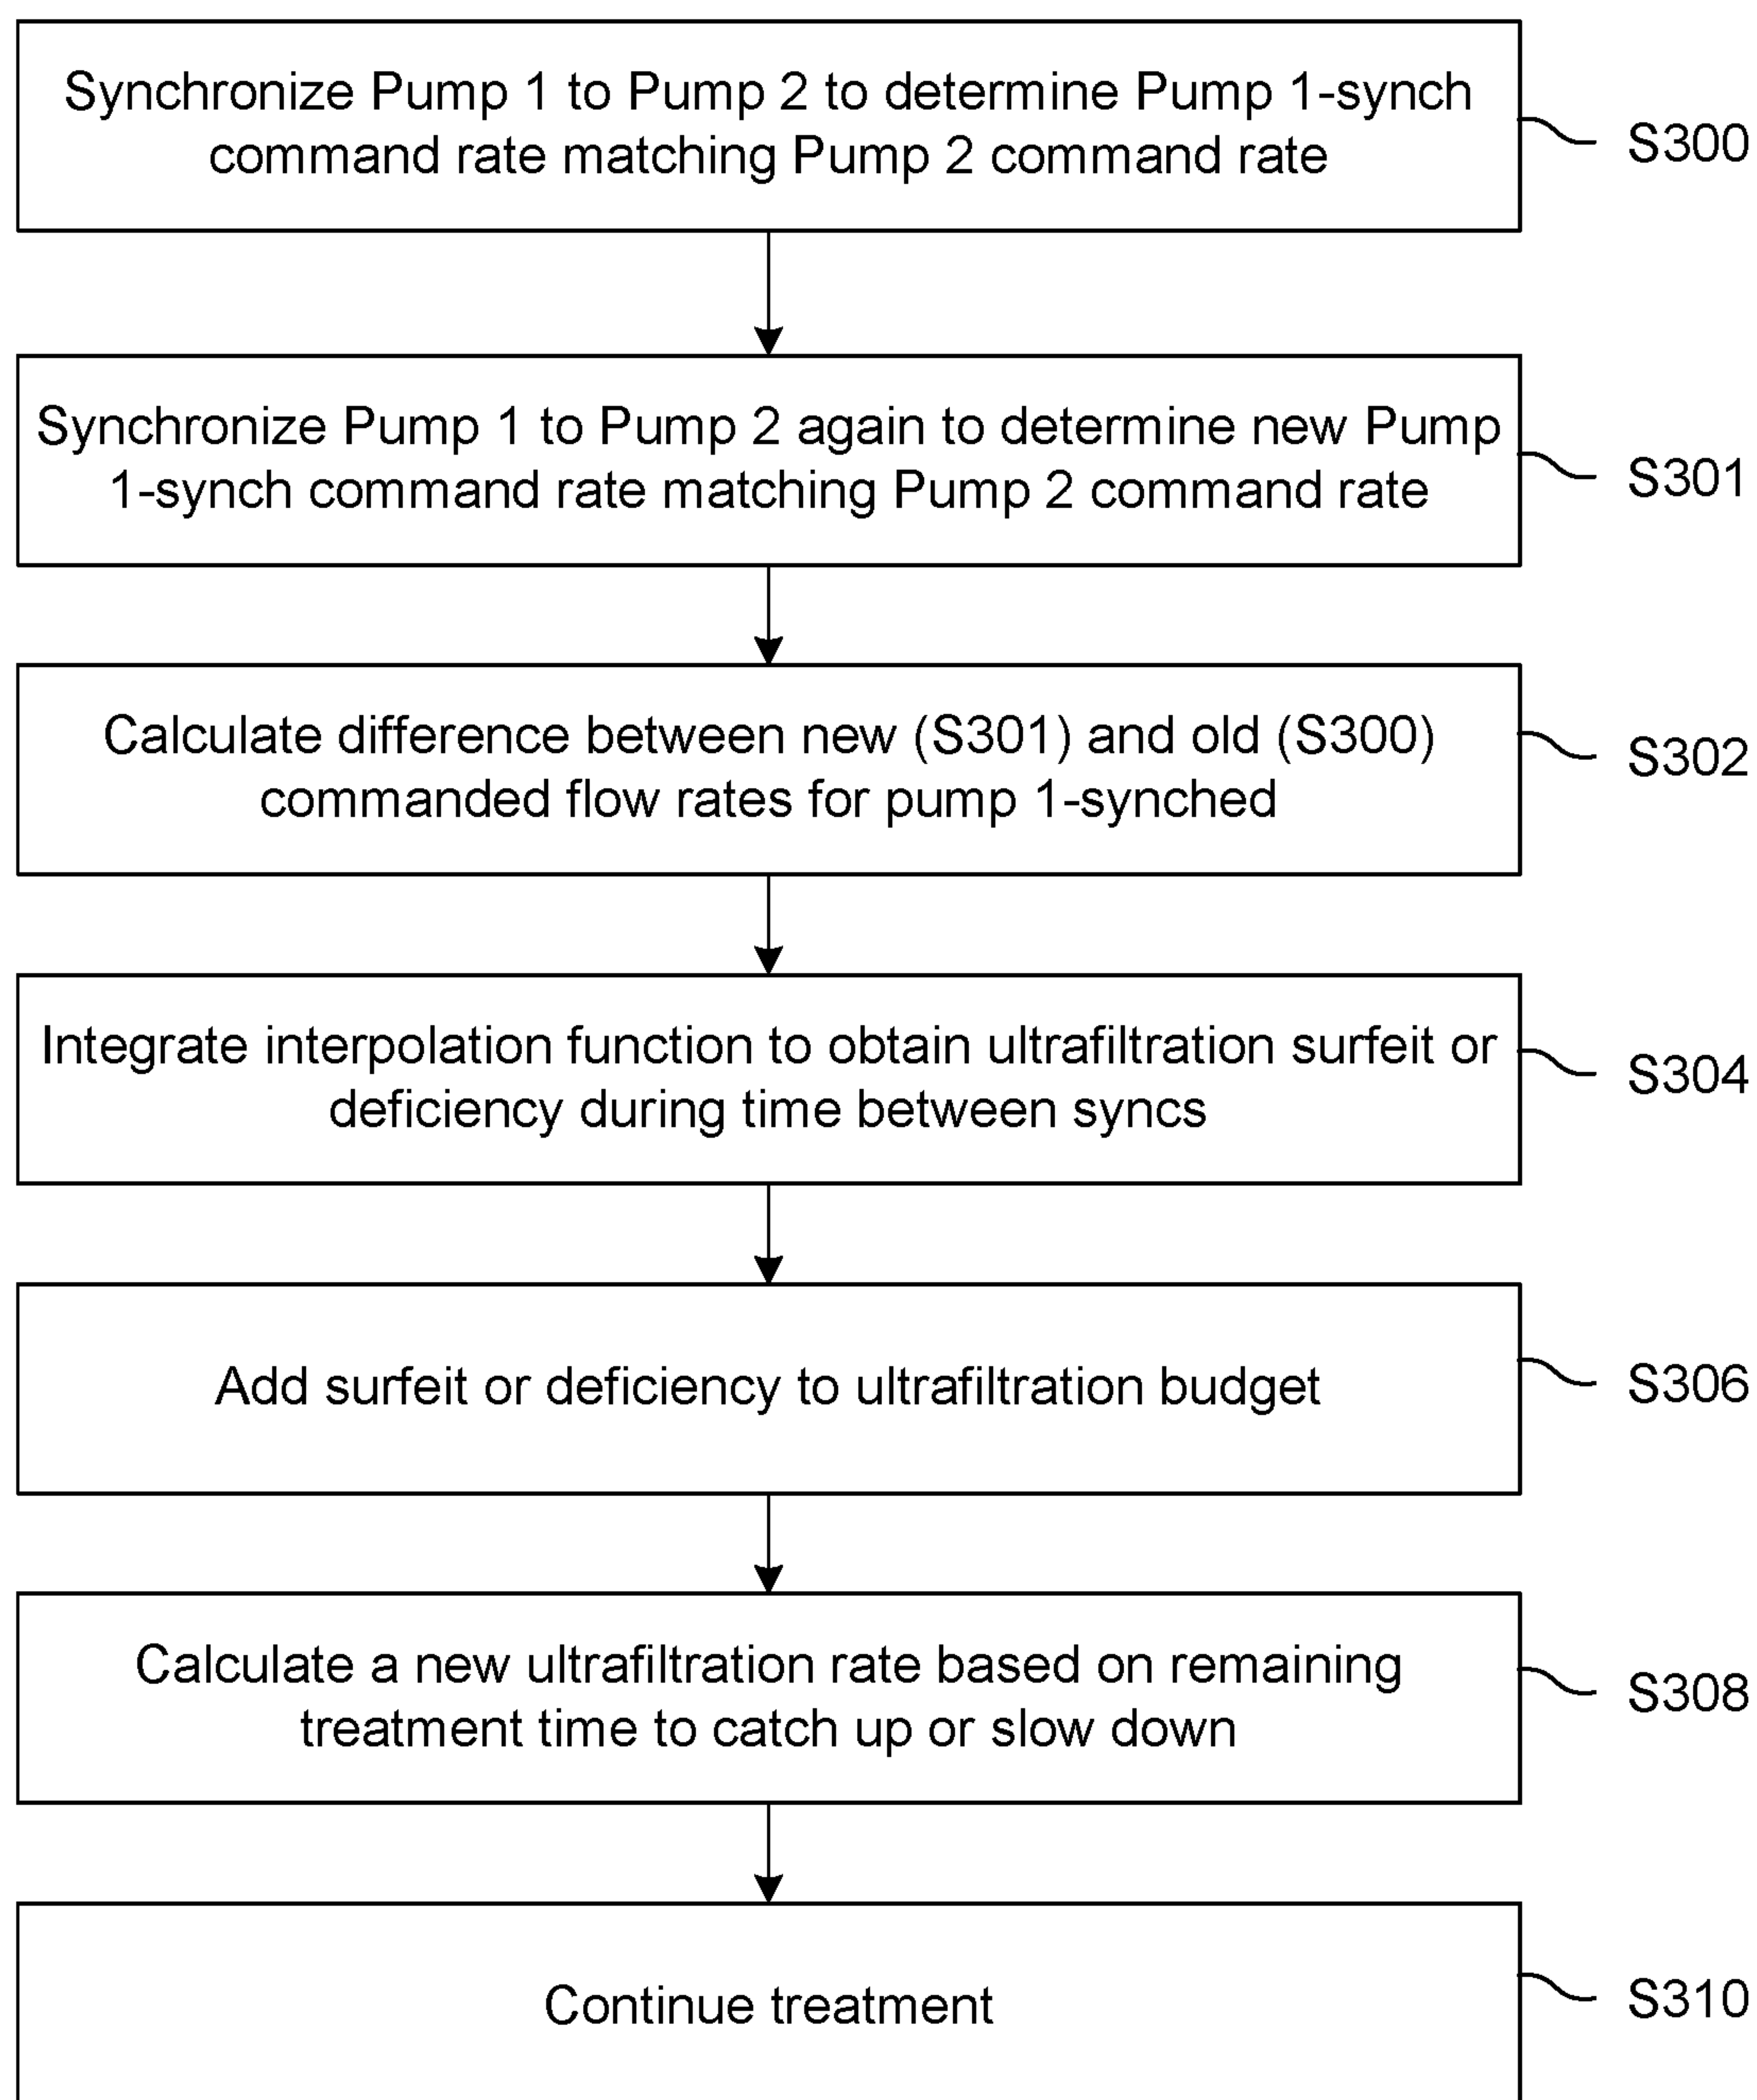 Synchronize Pump 1 to Pump 2 to determine Pump 1-synch
command rate matching Pump 2 command rate
S300
Synchronize Pump 1 to Pump 2 again to determine new Pump
1-synch command rate matching Pump 2 command rate
S301
Calculate difference between new (S301) and old (S300)
commanded flow rates for pump 1-synched
S302
Integrate interpolation function to obtain ultrafiltration surfeit or
deficiency during time between syncs
S304
Add surfeit or deficiency to ultrafiltration budget
S306
Calculate a new ultrafiltration rate based on remaining
treatment time to catch up or slow down
S308
Continue treatment
S310